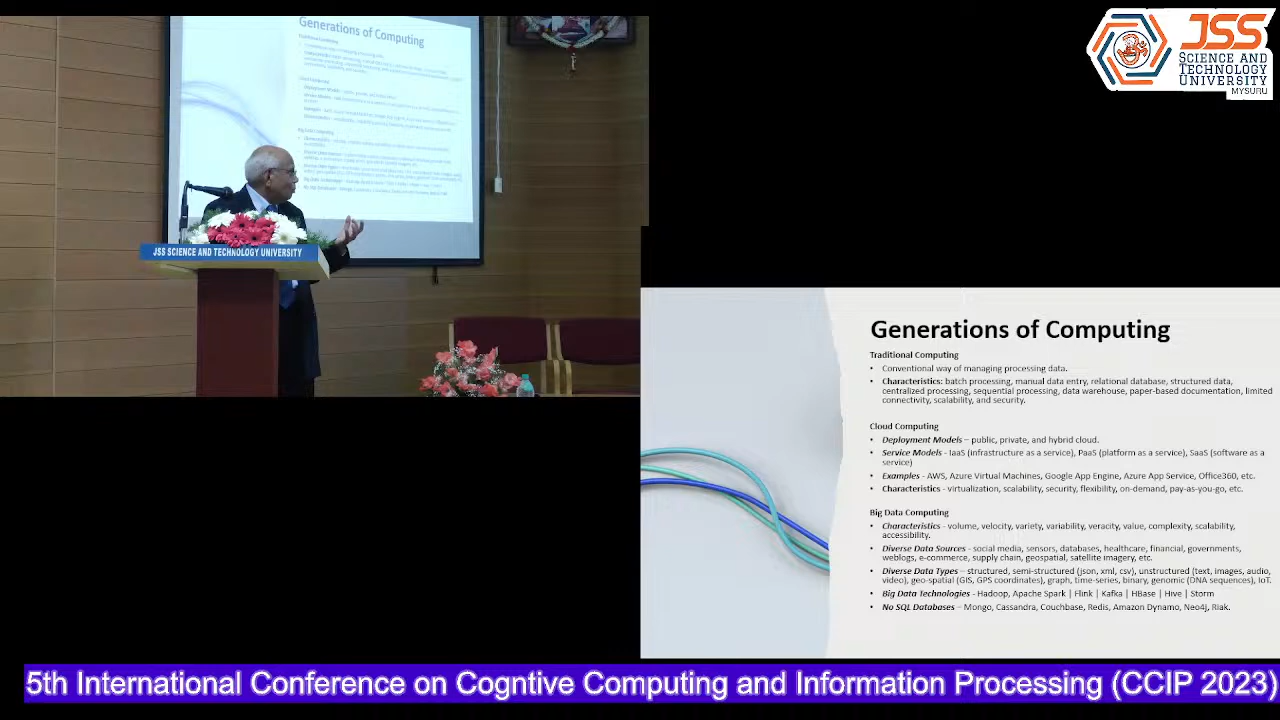 Generations of Computing
JSS SCIENCE AND TECHNOLOGY UNIVERSITY
JSS
SCIENCE AND
TECHNOLOGY
UNIVERSITY
MYSURU
Generations of Computing
Traditional Computing
• Conventional way of managing processing data.
• Characteristics: batch processing, manual data entry, relational database, structured data,
centralized processing, sequential processing, data warehouse, paper-based documentation, limited
connectivity, scalability, and security.
Cloud Computing
• Deployment Models – public, private, and hybrid cloud.
• Service Models - IaaS (infrastructure as a service), PaaS (platform as a service), SaaS (software as a
service)
• Examples - AWS, Azure Virtual Machines, Google App Engine, Azure App Service, Office360, etc.
• Characteristics - virtualization, scalability, security, flexibility, on-demand, pay-as-you-go, etc.
Big Data Computing
• Characteristics - volume, velocity, variety, variability, veracity, value, complexity, scalability,
accessibility.
• Diverse Data Sources - social media, sensors, databases, healthcare, financial, governments,
weblogs, e-commerce, supply chain, geospatial, satellite imagery, etc.
• Diverse Data Types – structured, semi-structured (json, xml, csv), unstructured (text, images, audio,
video), geo-spatial (GIS, GPS coordinates), graph, time-series, binary, genomic (DNA sequences), IoT.
• Big Data Technologies - Hadoop, Apache Spark | Flink | Kafka | HBase | Hive | Storm
• No SQL Databases – Mongo, Cassandra, Couchbase, Redis, Amazon Dynamo, Neo4j, Riak.
5th International Conference on Cogntive Computing and Information Processing (CCIP 2023)